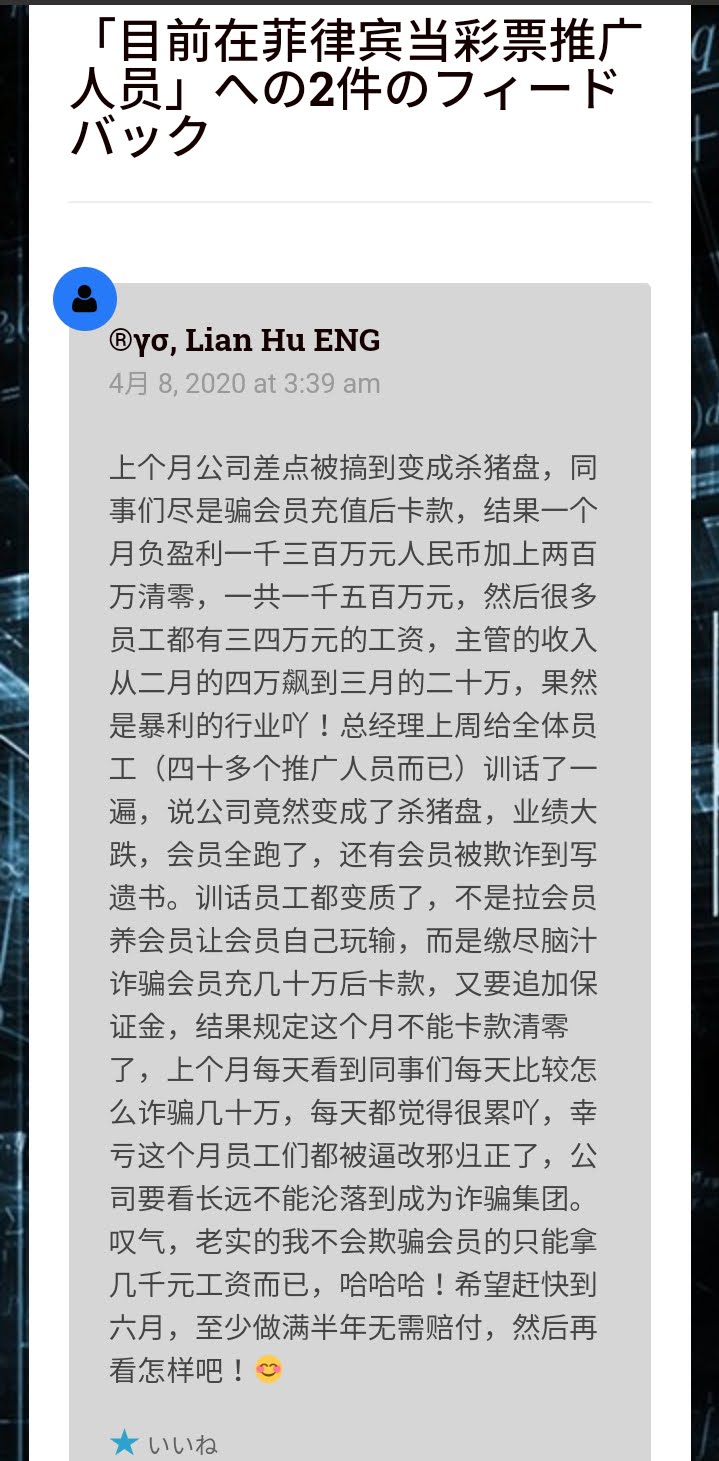 「目前在菲律宾当彩票推广
人员」への2件のフィード
バック
®γσ, Lian Hu ENG
4月 8, 2020 at 3:39 am
上个月公司差点被搞到变成杀猪盘，同
事们尽是骗会员充值后卡款，结果一个
月负盈利一千三百万元人民币加上两百
万清零，一共一千五百万元，然后很多
员工都有三四万元的工资，主管的收入
从二月的四万飙到三月的二十万，果然
是暴利的行业吖！总经理上周给全体员
工（四十多个推广人员而已）训话了一
遍，说公司竟然变成了杀猪盘，业绩大
跌，会员全跑了，还有会员被欺诈到写
遗书。训话员工都变质了，不是拉会员
养会员让会员自己玩输，而是缴尽脑汁
诈骗会员充几十万后卡款，又要追加保
证金，结果规定这个月不能卡款清零
了，上个月每天看到同事们每天比较怎
么诈骗几十万，每天都觉得很累吖，幸
亏这个月员工们都被逼改邪归正了，公
司要看长远不能沦落到成为诈骗集团。
叹气，老实的我不会欺骗会员的只能拿
几千元工资而已，哈哈哈！希望赶快到
六月，至少做满半年无需赔付，然后再
看怎样吧！😊
★ いいね